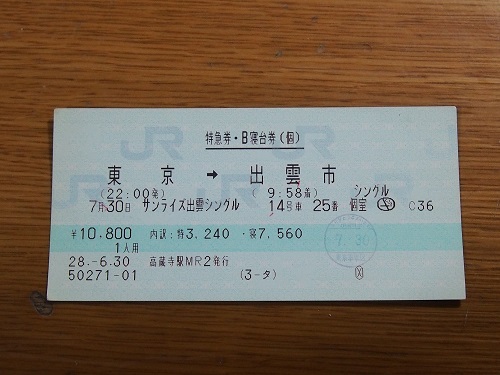 特急券・B寝台券(個)
東京 → 出雲市
(22:00発) (9:58着) シングル
7月30日 サンライズ出雲シングル 14号車 25番 個室 C36
¥10,800 内訳:特3,240・寝7,560
1人用
7.30
28.-6.30 高蔵寺駅MR2発行
50271-01 (3-タ)